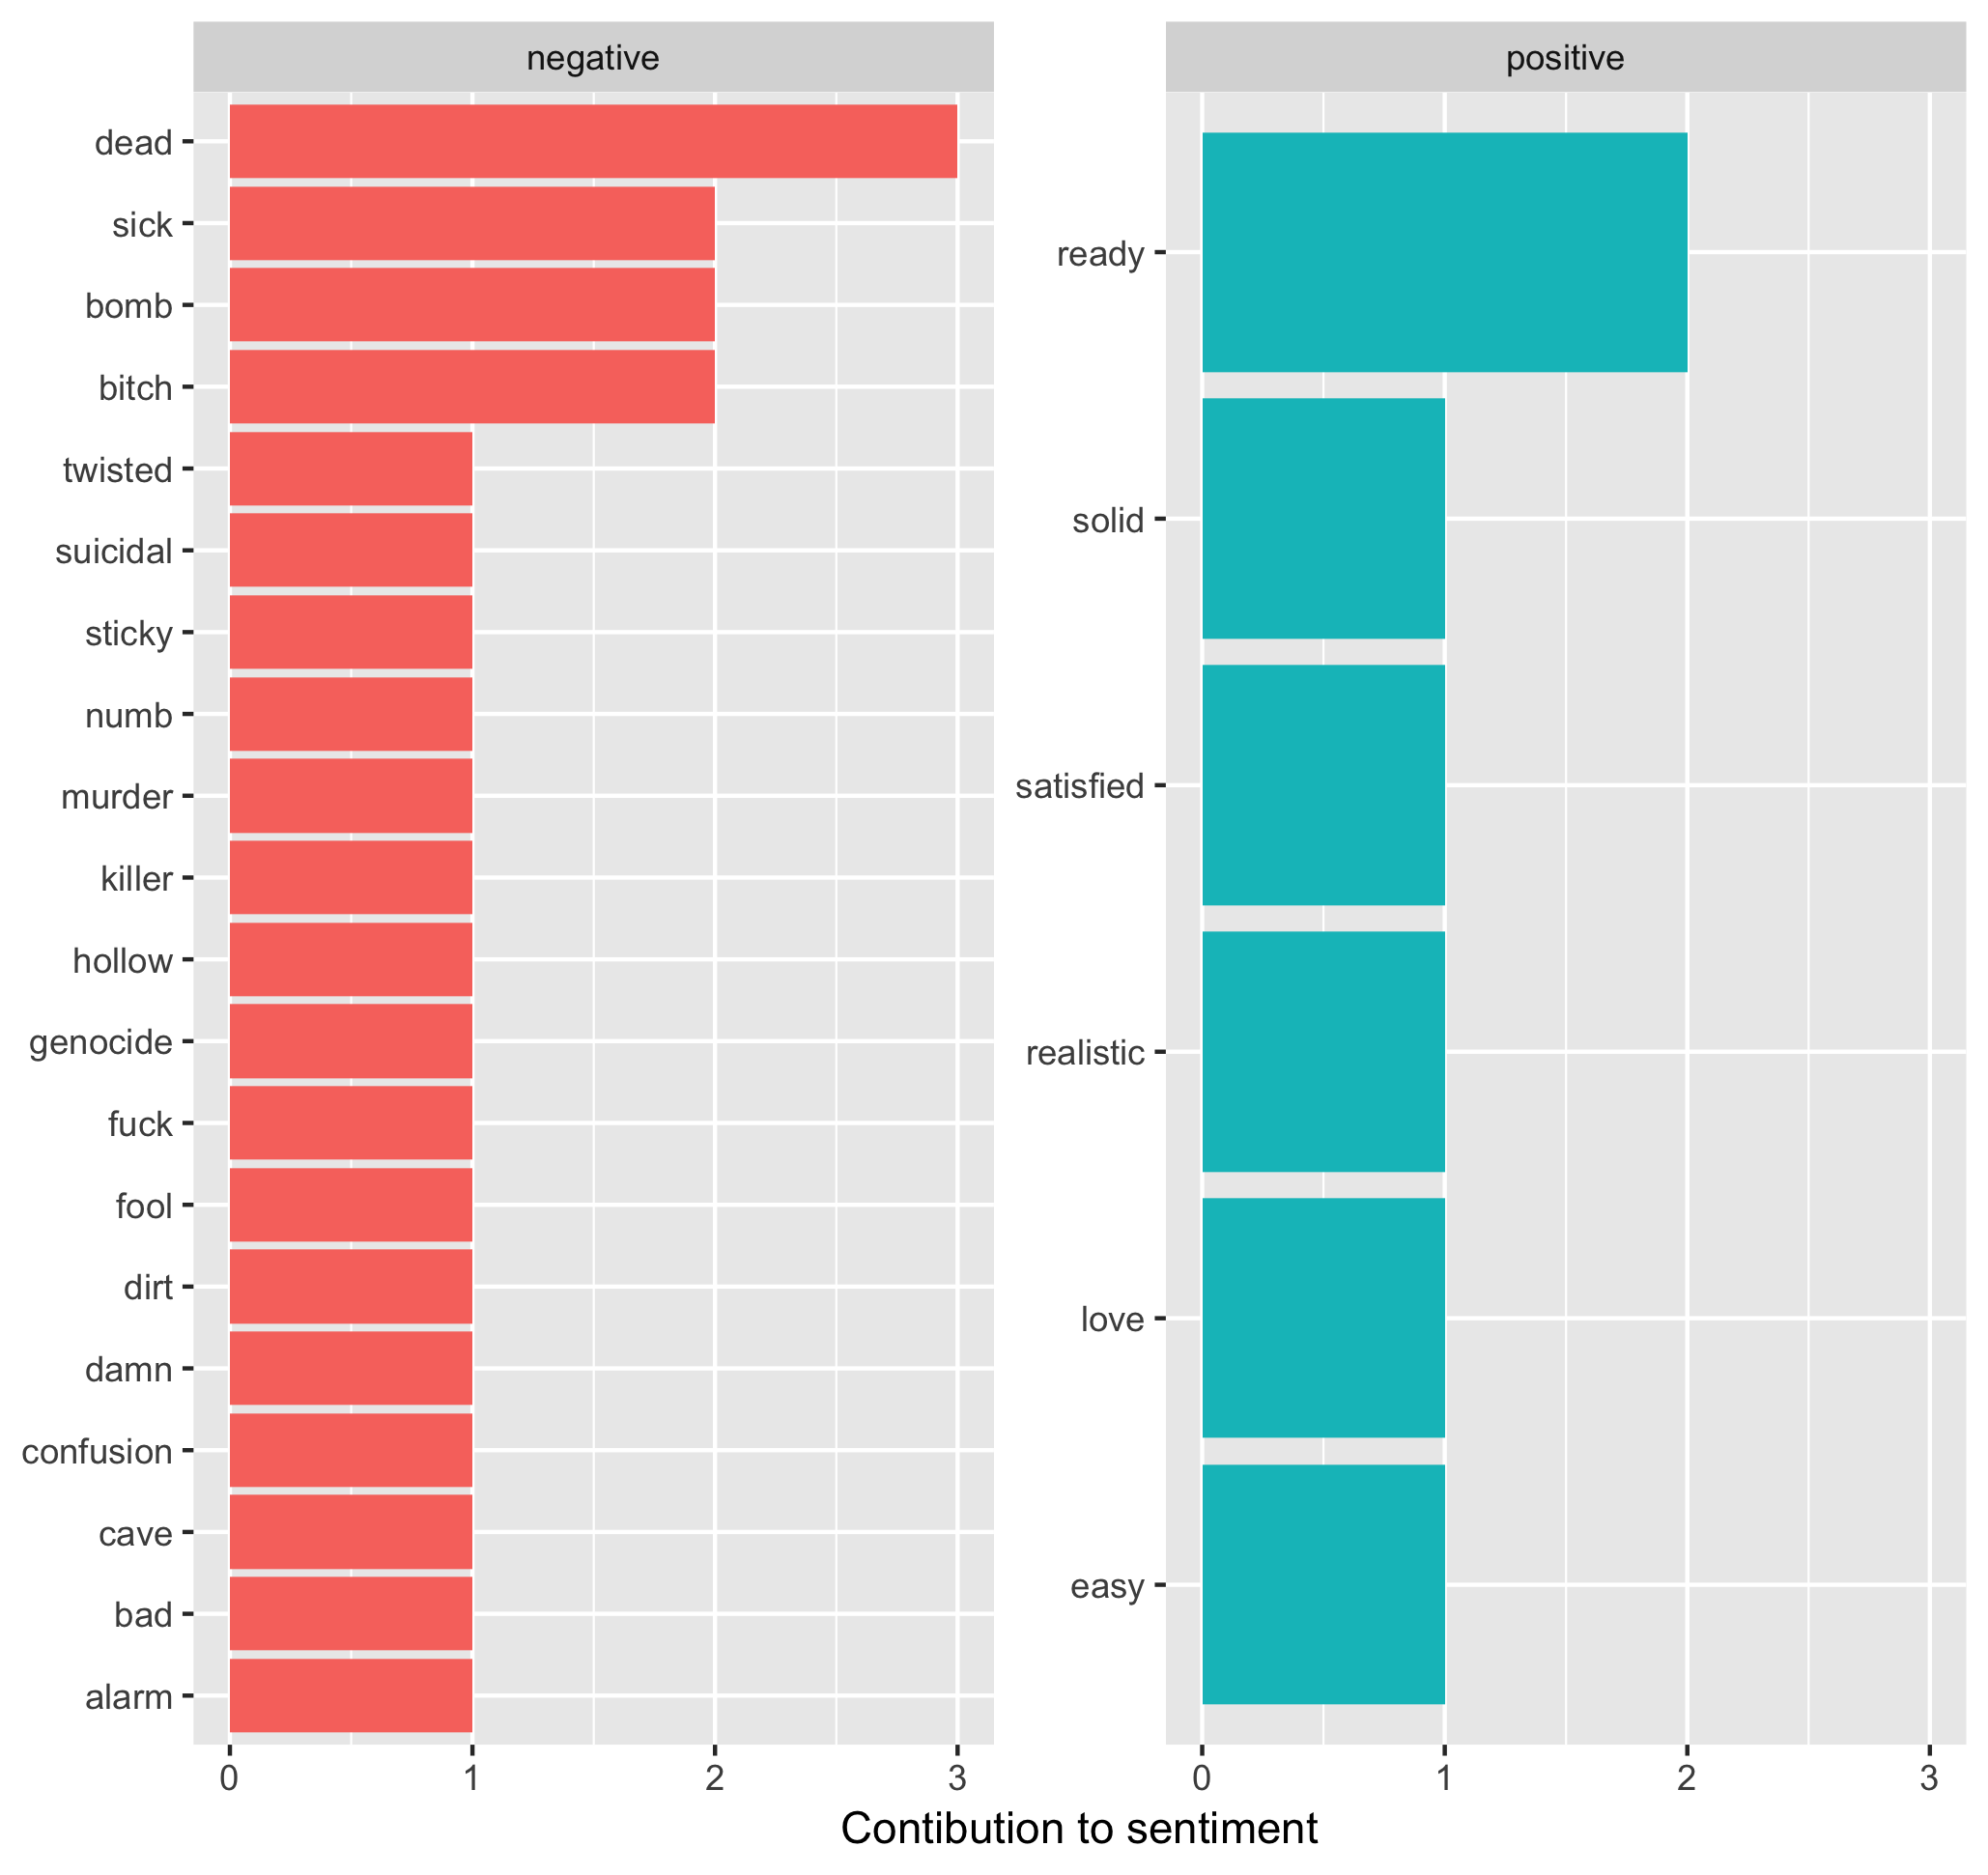 negative
dead
sick
bomb
bitch
twisted
suicidal
sticky
numb
murder
killer
hollow
genocide
fuck
fool
dirt
damn
confusion
cave
bad
alarm
0 1 2 3
positive
ready
solid
satisfied
realistic
love
easy
0 1 2 3
Contibution to sentiment